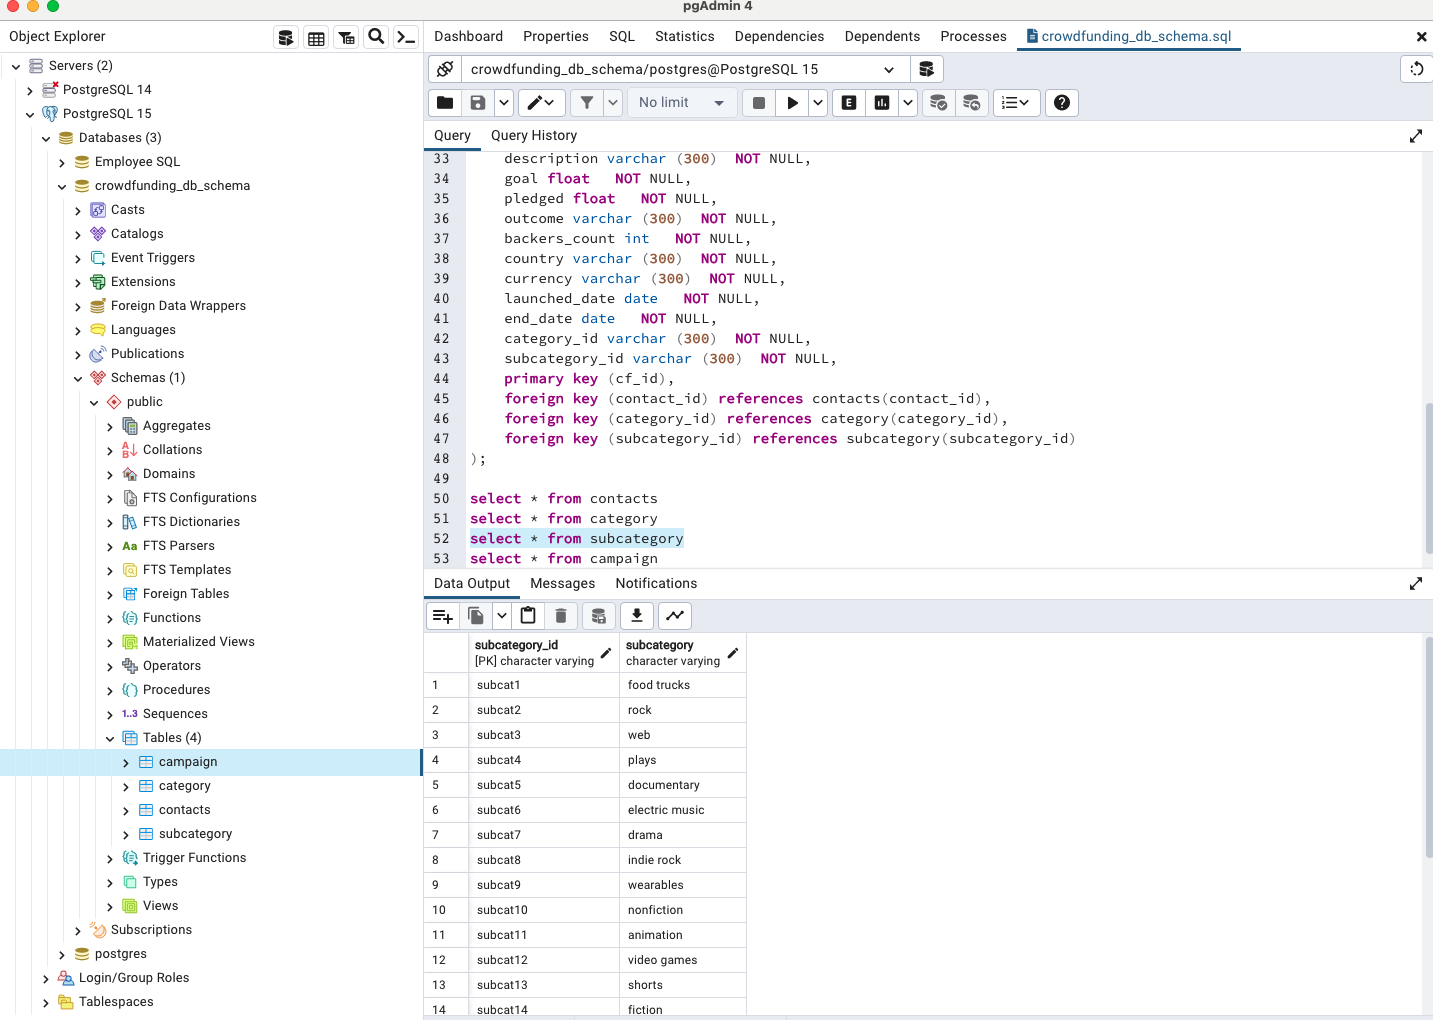 pgAdmin 4
Object Explorer
Dashboard Properties SQL Statistics Dependencies Dependents Processes crowdfunding_db_schema.sql
Servers (2)
PostgreSQL 14
PostgreSQL 15
Databases (3)
Employee SQL
crowdfunding_db_schema
Casts
Catalogs
Event Triggers
Extensions
Foreign Data Wrappers
Languages
Publications
Schemas (1)
public
Aggregates
Collations
Domains
FTS Configurations
FTS Dictionaries
Aa FTS Parsers
FTS Templates
Foreign Tables
Functions
Materialized Views
Operators
Procedures
1..3 Sequences
Tables (4)
campaign
category
contacts
subcategory
Trigger Functions
Types
Views
Subscriptions
postgres
Login/Group Roles
Tablespaces
crowdfunding_db_schema/postgres@PostgreSQL 15
No limit
E
Query Query History
33 description varchar (300) NOT NULL,
34 goal float NOT NULL,
35 pledged float NOT NULL,
36 outcome varchar (300) NOT NULL,
37 backers_count int NOT NULL,
38 country varchar (300) NOT NULL,
39 currency varchar (300) NOT NULL,
40 launched_date date NOT NULL,
41 end_date date NOT NULL,
42 category_id varchar (300) NOT NULL,
43 subcategory_id varchar (300) NOT NULL,
44 primary key (cf_id),
45 foreign key (contact_id) references contacts(contact_id),
46 foreign key (category_id) references category(category_id),
47 foreign key (subcategory_id) references subcategory(subcategory_id)
48 );
49
50 select * from contacts
51 select * from category
52 select * from subcategory
53 select * from campaign
Data Output Messages Notifications
subcategory_id subcategory
[PK] character varying character varying
1 subcat1 food trucks
2 subcat2 rock
3 subcat3 web
4 subcat4 plays
5 subcat5 documentary
6 subcat6 electric music
7 subcat7 drama
8 subcat8 indie rock
9 subcat9 wearables
10 subcat10 nonfiction
11 subcat11 animation
12 subcat12 video games
13 subcat13 shorts
14 subcat14 fiction